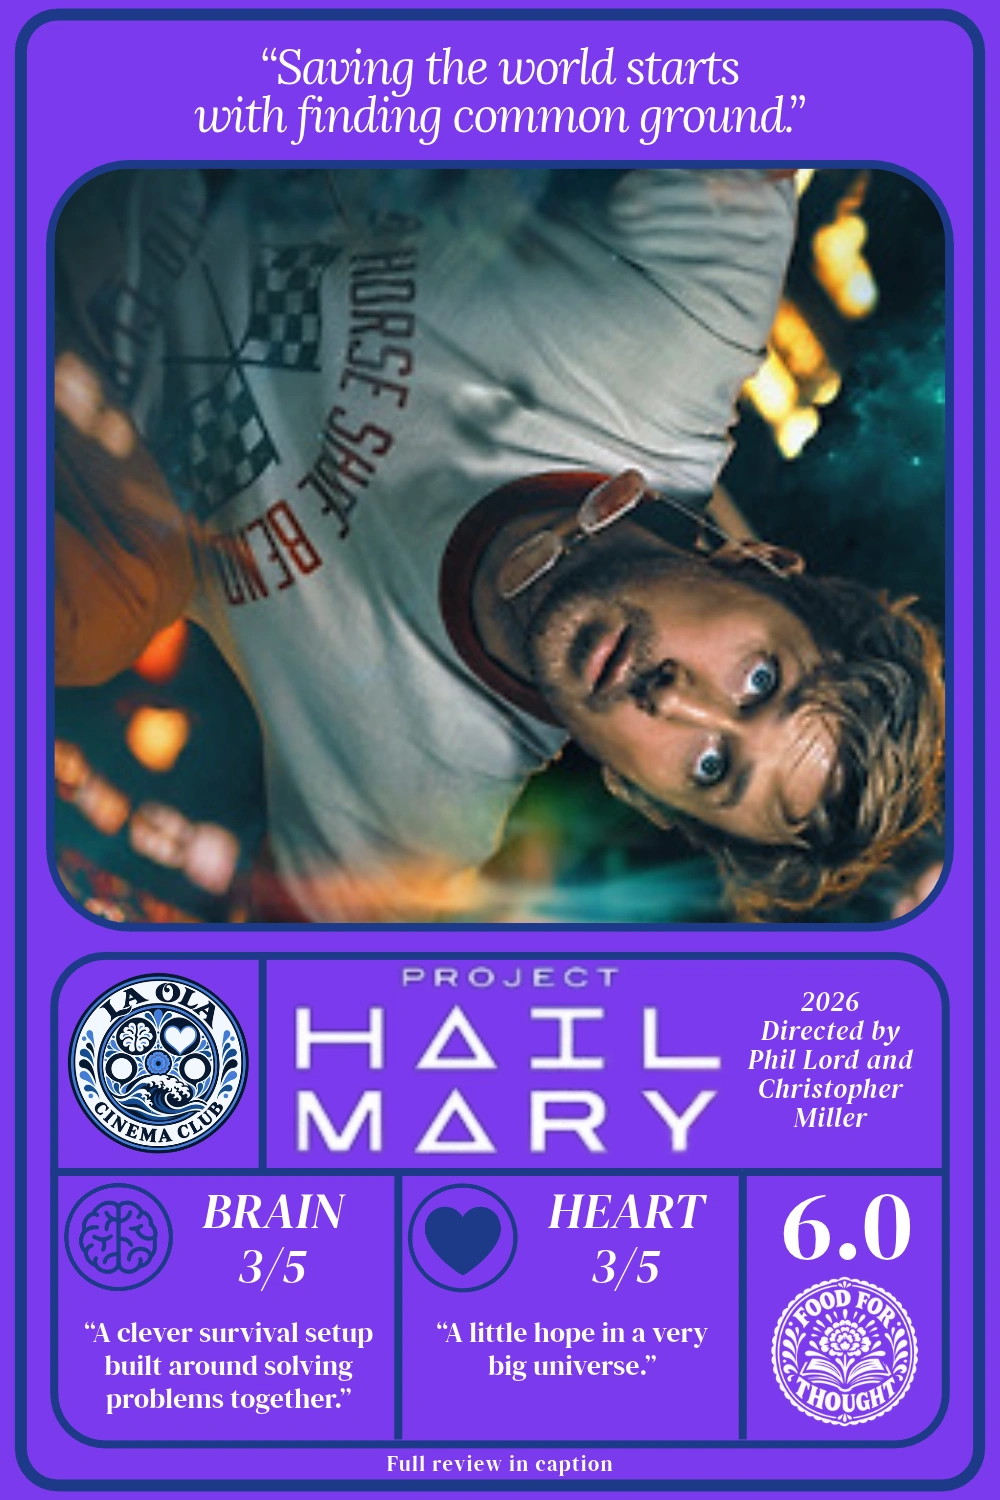 “Saving the world starts
with finding common ground.”
HORSE SHOE
BEND
PROJECT
HAIL
MARY
2026
Directed by
Phil Lord and
Christopher
Miller
LA OLA
CINEMA CLUB
BRAIN
3/5
“A clever survival setup
built around solving
problems together.”
HEART
3/5
“A little hope in a very
big universe.”
6.0
FOOD FOR
THOUGHT
Full review in caption